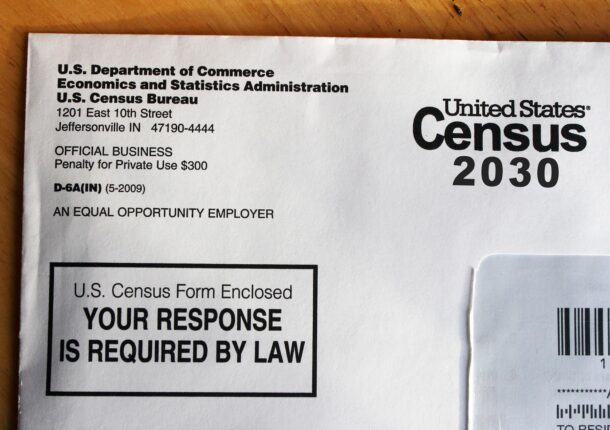 U.S. Department of Commerce
Economics and Statistics Administration
U.S. Census Bureau
1201 East 10th Street
Jeffersonville IN 47190-4444
OFFICIAL BUSINESS
Penalty for Private Use $300
D-6A(IN) (5-2009)
AN EQUAL OPPORTUNITY EMPLOYER
United States®
Census
2030
U.S. Census Form Enclosed
YOUR RESPONSE
IS REQUIRED BY LAW
1
***********/